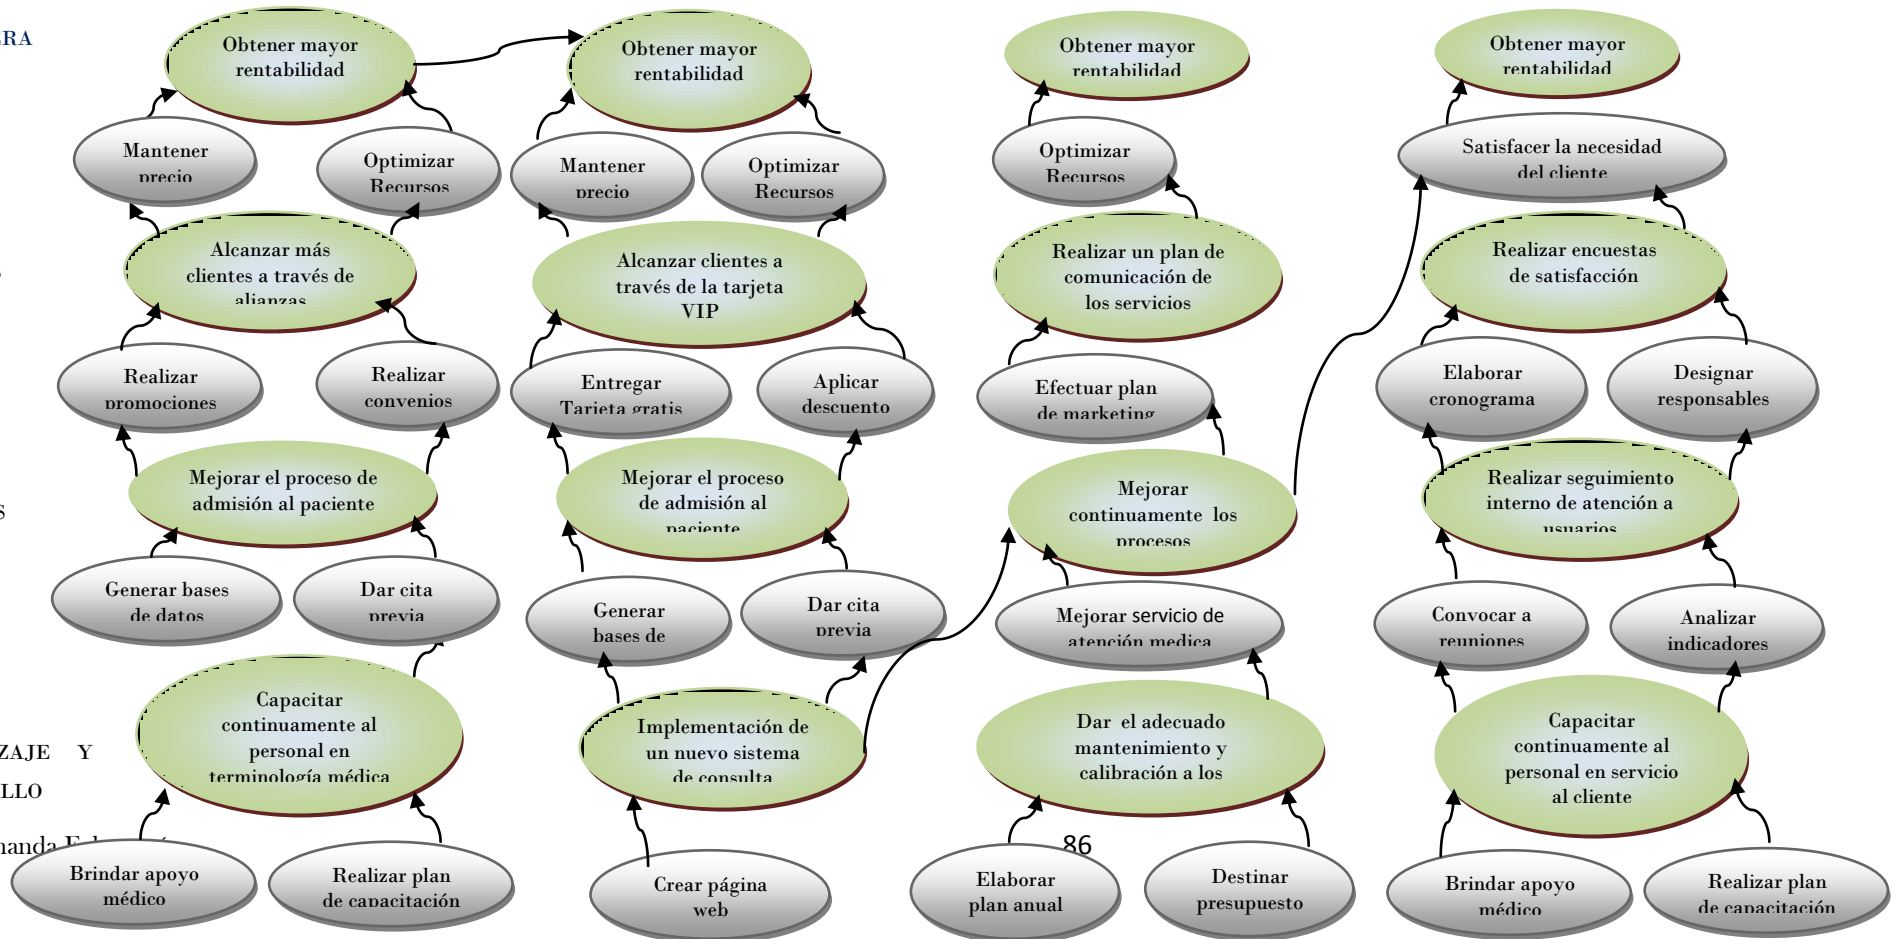 ERA
Obtener mayor
rentabilidad
Obtener mayor
rentabilidad
Obtener mayor
rentabilidad
Obtener mayor
rentabilidad
Mantener
precio
Optimizar
Recursos
Mantener
precio
Optimizar
Recursos
Optimizar
Recursos
Satisfacer la necesidad
del cliente
S
Alcanzar más
clientes a través de
alianzas
Alcanzar clientes a
través de la tarjeta
VIP
Realizar un plan de
comunicación de
los servicios
Realizar encuestas
de satisfacción
Realizar
promociones
Realizar
convenios
Entregar
Tarjeta gratis
Aplicar
descuento
Efectuar plan
de marketing
Elaborar
cronograma
Designar
responsables
S
Mejorar el proceso de
admisión al paciente
Mejorar el proceso
de admisión al
paciente
Mejorar
continuamente los
procesos
Realizar seguimiento
interno de atención a
usuarios
Generar bases
de datos
Dar cita
previa
Generar
bases de
Dar cita
previa
Mejorar servicio de
atención medica
Convocar a
reuniones
Analizar
indicadores
ZAJE Y
LLO
Capacitar
continuamente al
personal en
terminología médica
Implementación de
un nuevo sistema
de consulta
Dar el adecuado
mantenimiento y
calibración a los
Capacitar
continuamente al
personal en servicio
al cliente
86
Brindar apoyo
médico
Realizar plan
de capacitación
Crear página
web
Elaborar
plan anual
Destinar
presupuesto
Brindar apoyo
médico
Realizar plan
de capacitación